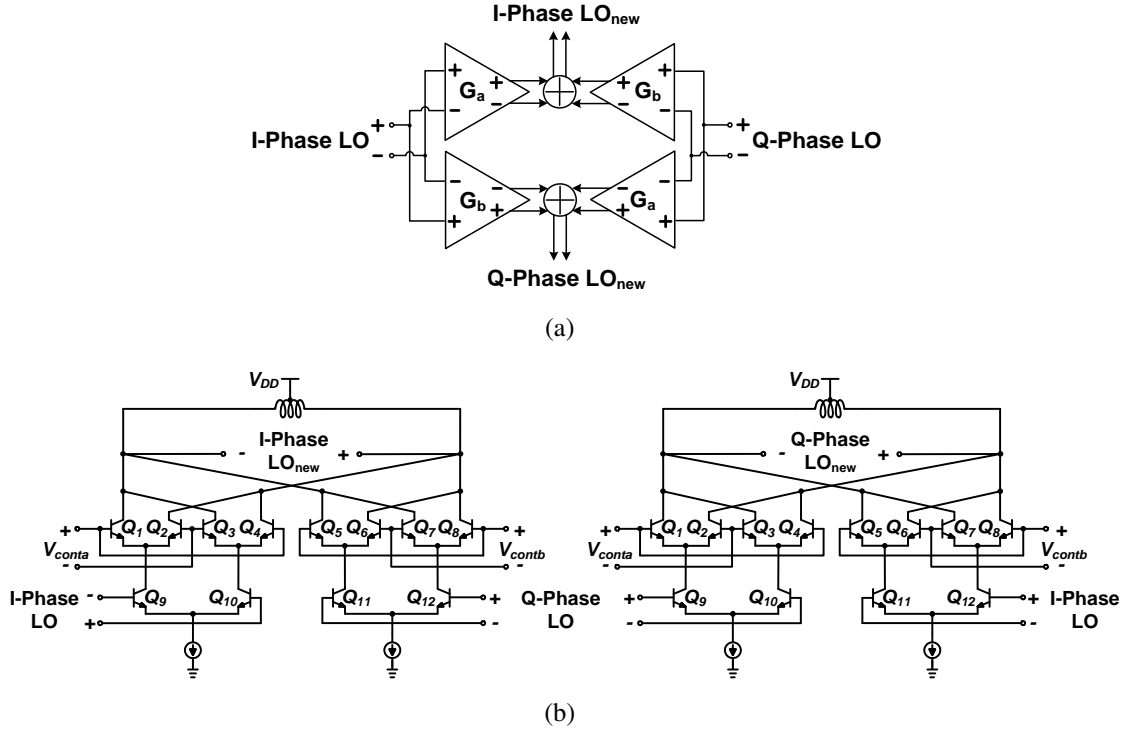 I-Phase LOnew
+ + + +
Ga Gb
- - - -
+ +
I-Phase LO Q-Phase LO
- -
- - - -
Gb Ga
+ + + +
Q-Phase LOnew
(a)
VDD VDD
I-Phase - + Q-Phase - +
LOnew LOnew
+ Q1 Q2 Q3 Q4 Q5 Q6 Q7 Q8 + + Q1 Q2 Q3 Q4 Q5 Q6 Q7 Q8 +
Vconta Vcontb Vconta Vcontb
- - - -
I-Phase - Q9 Q10 Q11 Q12 + Q-Phase + Q9 Q10 Q11 Q12 + I-Phase
LO + - LO - - LO
(b)